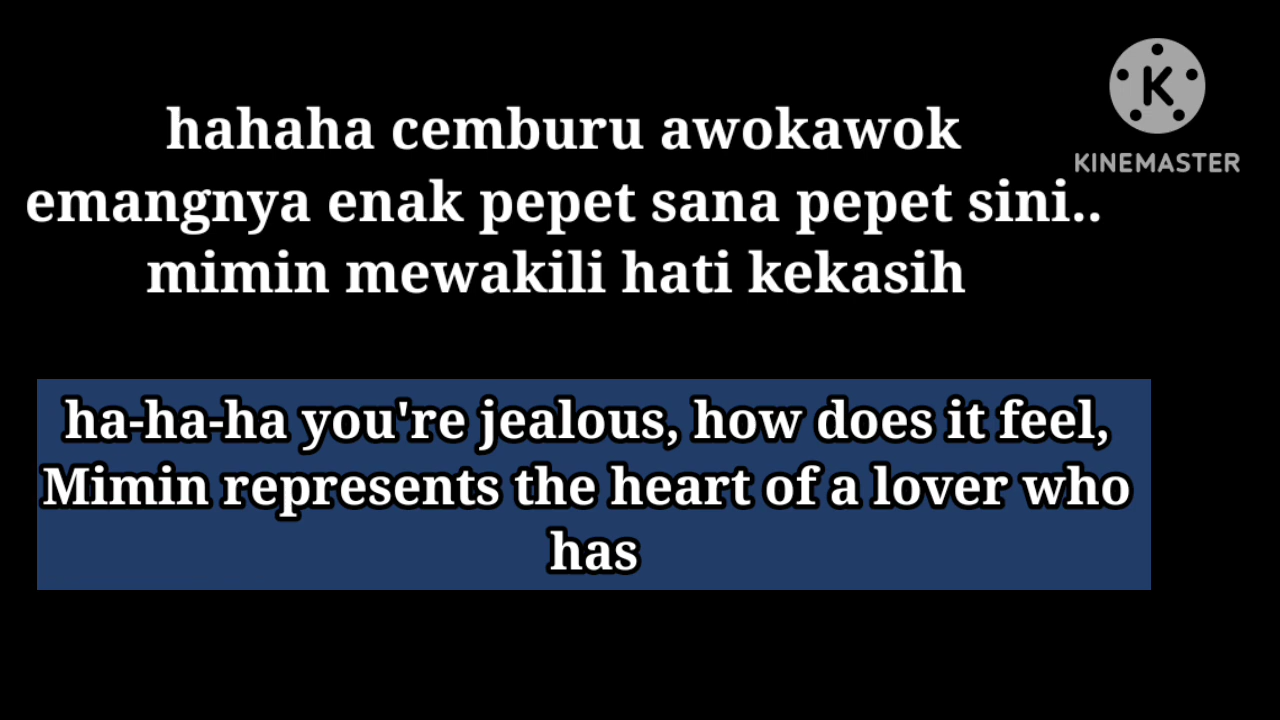 hahaha cemburu awokawok
emangnya enak pepet sana pepet sini..
mimin mewakili hati kekasih
ha-ha-ha you're jealous, how does it feel,
Mimin represents the heart of a lover who
has
K
KINEMASTER